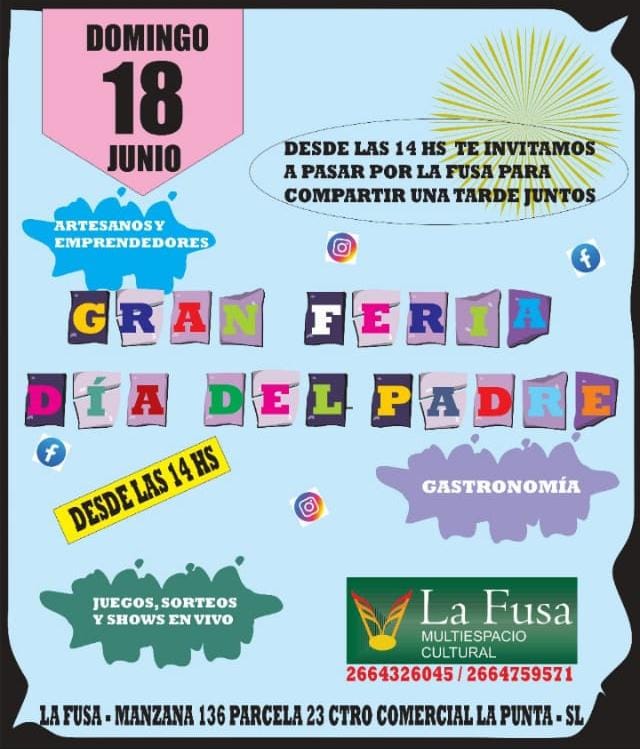 DOMINGO
18
JUNIO
DESDE LAS 14 HS TE INVITAMOS
A PASAR POR LA FUSA PARA
COMPARTIR UNA TARDE JUNTOS
ARTESANOS Y
EMPRENDEDORES
GRAN FERIA
DÍA DEL PADRE
DESDE LAS 14 HS
GASTRONOMÍA
JUEGOS, SORTEOS
Y SHOWS EN VIVO
La Fusa
MULTIESPACIO
CULTURAL
2664326045 / 2664759571
LA FUSA - MANZANA 136 PARCELA 23 CTRO COMERCIAL LA PUNTA - SL